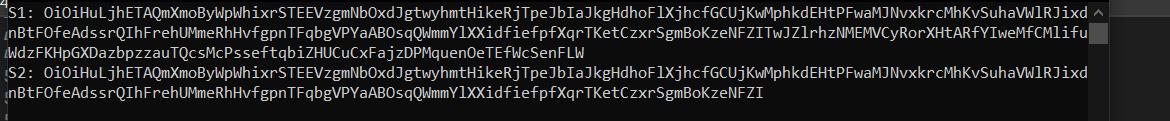 S1: OiOiHuLjhETAQmXmoByWpWhixrSTEEVzgmNbOxdJgtwyhmtHikeRjTpeJbIaJkgHdhoFlXjhcfGCUjKwMphkdEHtPFwaMJNvxkrcMhKvSuhaVWlRJixd
nBtFOfeAdssrQIhFrehUMmeRhHvfgpnTFqbgVPYaABOsqQWmmYlXXidfiefpfXqrTKetCzxrSgmBoKzeNFZITwJZlrhzNMEMVCyRorXHtARfYIweMfCMlifu
WdzFKHpGXDazbpzzauTQcsMcPsseftqbiZHUCuCxFajzDPMquenOeTEfWcSenFLW
S2: OiOiHuLjhETAQmXmoByWpWhixrSTEEVzgmNbOxdJgtwyhmtHikeRjTpeJbIaJkgHdhoFlXjhcfGCUjKwMphkdEHtPFwaMJNvxkrcMhKvSuhaVWlRJixd
nBtFOfeAdssrQIhFrehUMmeRhHvfgpnTFqbgVPYaABOsqQWmmYlXXidfiefpfXqrTKetCzxrSgmBoKzeNFZI